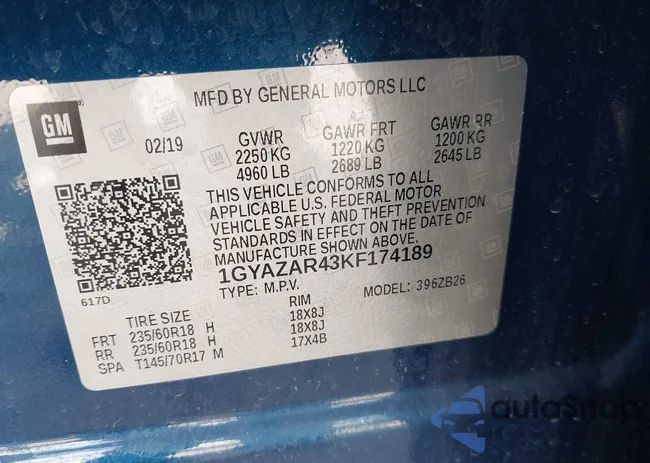 MFD BY GENERAL MOTORS LLC
GM
02/19
GVWR GAWR FRT GAWR RR
2250 KG 1220 KG 1200 KG
4960 LB 2689 LB 2645 LB
THIS VEHICLE CONFORMS TO ALL
APPLICABLE U.S. FEDERAL MOTOR
VEHICLE SAFETY AND THEFT PREVENTION
STANDARDS IN EFFECT ON THE DATE OF
MANUFACTURE SHOWN ABOVE.
1GYAZAR43KF174189
TYPE: M.P.V. MODEL: 396ZB26
617D
TIRE SIZE RIM
FRT 235/60R18 H 18X8J
RR 235/60R18 H 18X8J
SPA T145/70R17 M 17X4B
autoSnap